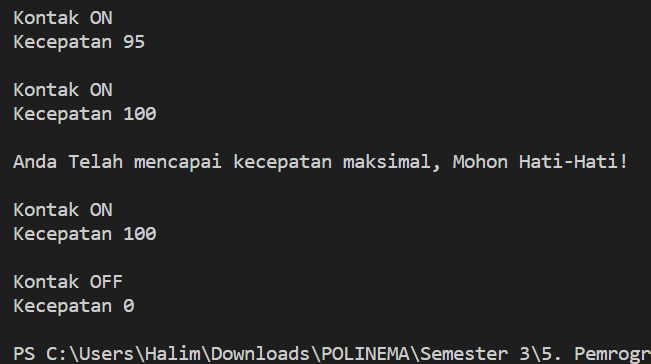 Kontak ON
Kecepatan 95
Kontak ON
Kecepatan 100
Anda Telah mencapai kecepatan maksimal, Mohon Hati-Hati!
Kontak ON
Kecepatan 100
Kontak OFF
Kecepatan 0
PS C:\Users\Halim\Downloads\POLINEMA\Semester 3\5. Pemrogr